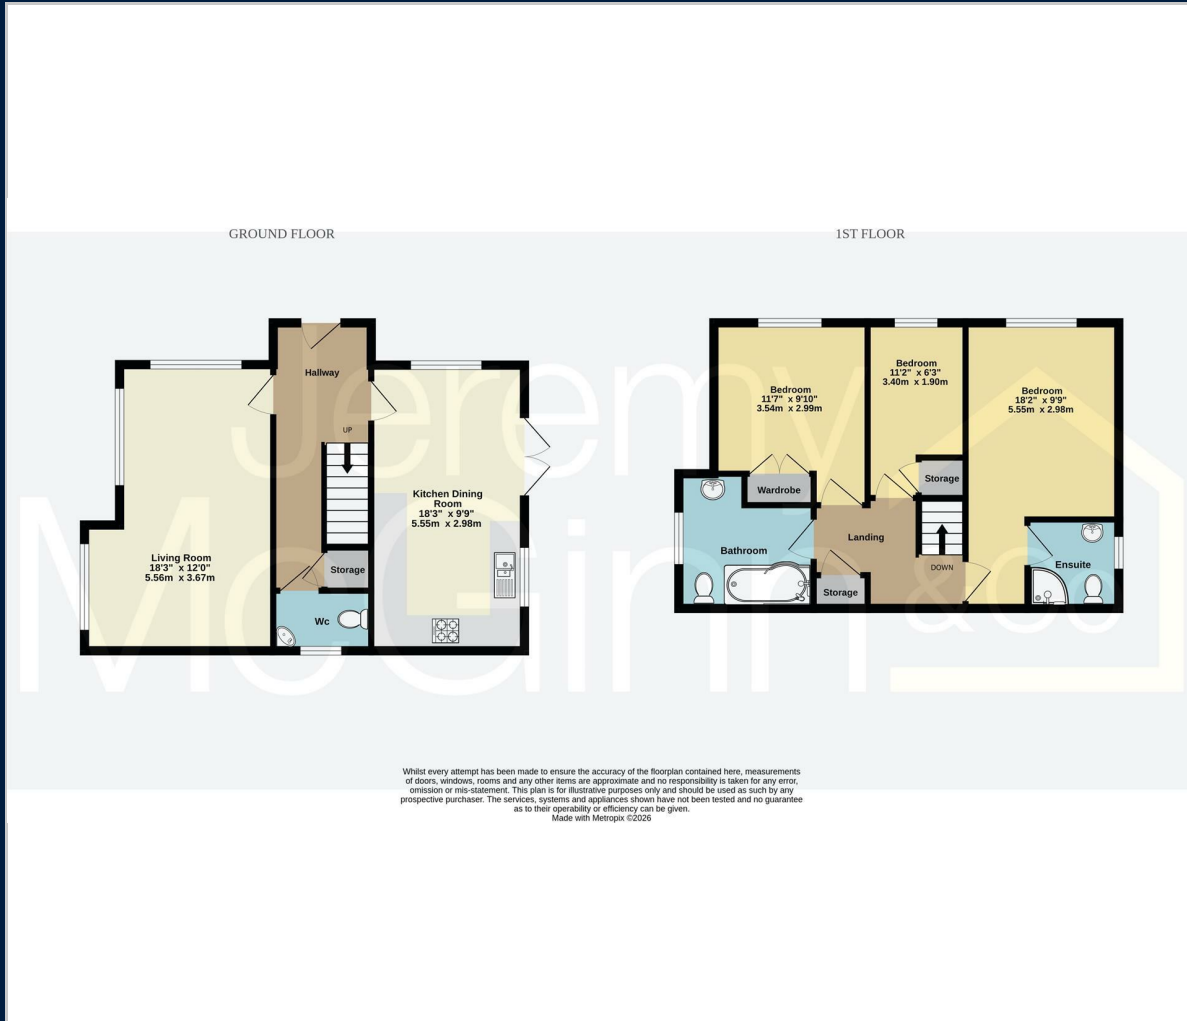 GROUND FLOOR
Hallway
UP
Kitchen Dining
Room
18'3" x 9'9"
5.55m x 2.98m
Living Room
18'3" x 12'0"
5.56m x 3.67m
Storage
Wc
1ST FLOOR
Bedroom
11'7" x 9'10"
3.54m x 2.99m
Bedroom
11'2" x 6'3"
3.40m x 1.90m
Bedroom
18'2" x 9'9"
5.55m x 2.98m
Wardrobe
Storage
Bathroom
Landing
DOWN
Ensuite
Storage
Jeremy
McGinn & Co
Whilst every attempt has been made to ensure the accuracy of the floorplan contained here, measurements
of doors, windows, rooms and any other items are approximate and no responsibility is taken for any error,
omission or mis-statement. This plan is for illustrative purposes only and should be used as such by any
prospective purchaser. The services, systems and appliances shown have not been tested and no guarantee
as to their operability or efficiency can be given.
Made with Metropix ©2026